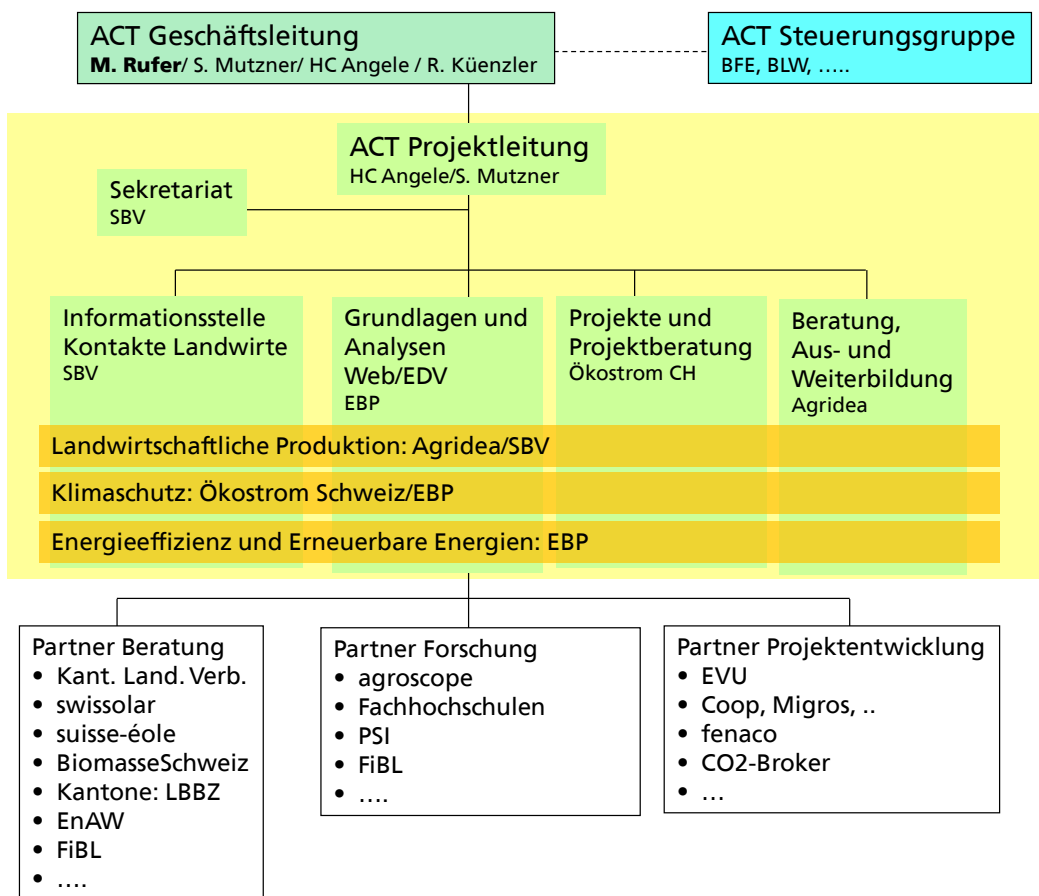 ACT Geschäftsleitung
M. Rufer/ S. Mutzner/ HC Angele / R. Küenzler
ACT Steuerungsgruppe
BFE, BLW, …..
ACT Projektleitung
HC Angele/S. Mutzner
Sekretariat
SBV
Informationsstelle
Kontakte Landwirte
SBV
Grundlagen und
Analysen
Web/EDV
EBP
Projekte und
Projektberatung
Ökostrom CH
Beratung,
Aus- und
Weiterbildung
Agridea
Landwirtschaftliche Produktion: Agridea/SBV
Klimaschutz: Ökostrom Schweiz/EBP
Energieeffizienz und Erneuerbare Energien: EBP
Partner Beratung
• Kant. Land. Verb.
• swissolar
• suisse-éole
• BiomasseSchweiz
• Kantone: LBBZ
• EnAW
• FiBL
• ….
Partner Forschung
• agroscope
• Fachhochschulen
• PSI
• FiBL
• ….
Partner Projektentwicklung
• EVU
• Coop, Migros, ..
• fenaco
• CO2-Broker
• …